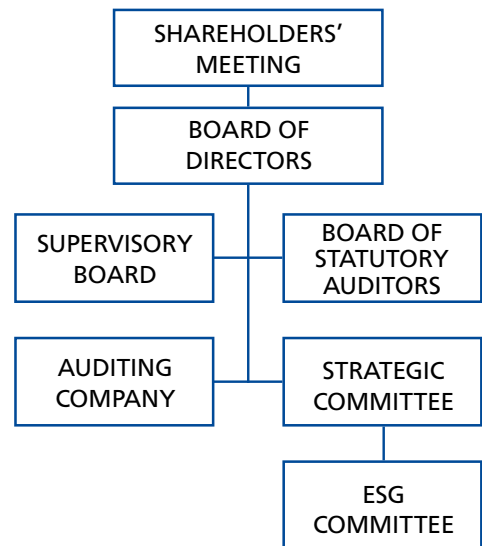 SHAREHOLDERS’
MEETING
BOARD OF
DIRECTORS
SUPERVISORY
BOARD
BOARD OF
STATUTORY
AUDITORS
AUDITING
COMPANY
STRATEGIC
COMMITTEE
ESG
COMMITTEE